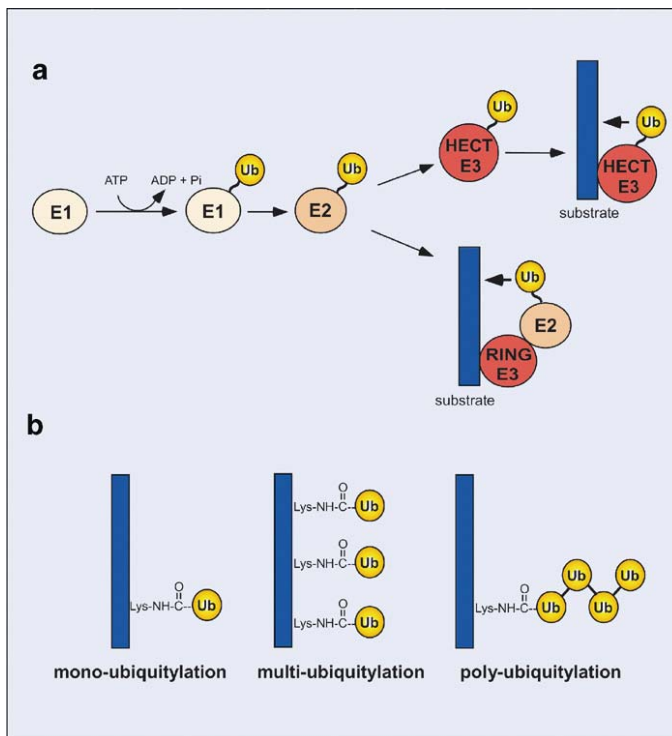 a
Ub
HECT
E3
Ub
HECT
E3
substrate
ATP
ADP + Pi
Ub
Ub
E1
E1
E2
Ub
E2
RING
E3
substrate
b
O
Lys-NH-C--Ub
O
Lys-NH-C--Ub
O
Lys-NH-C--Ub
O
Lys-NH-C--Ub
Ub
Ub
O
Lys-NH-C--Ub
Ub
mono-ubiquitylation
multi-ubiquitylation
poly-ubiquitylation